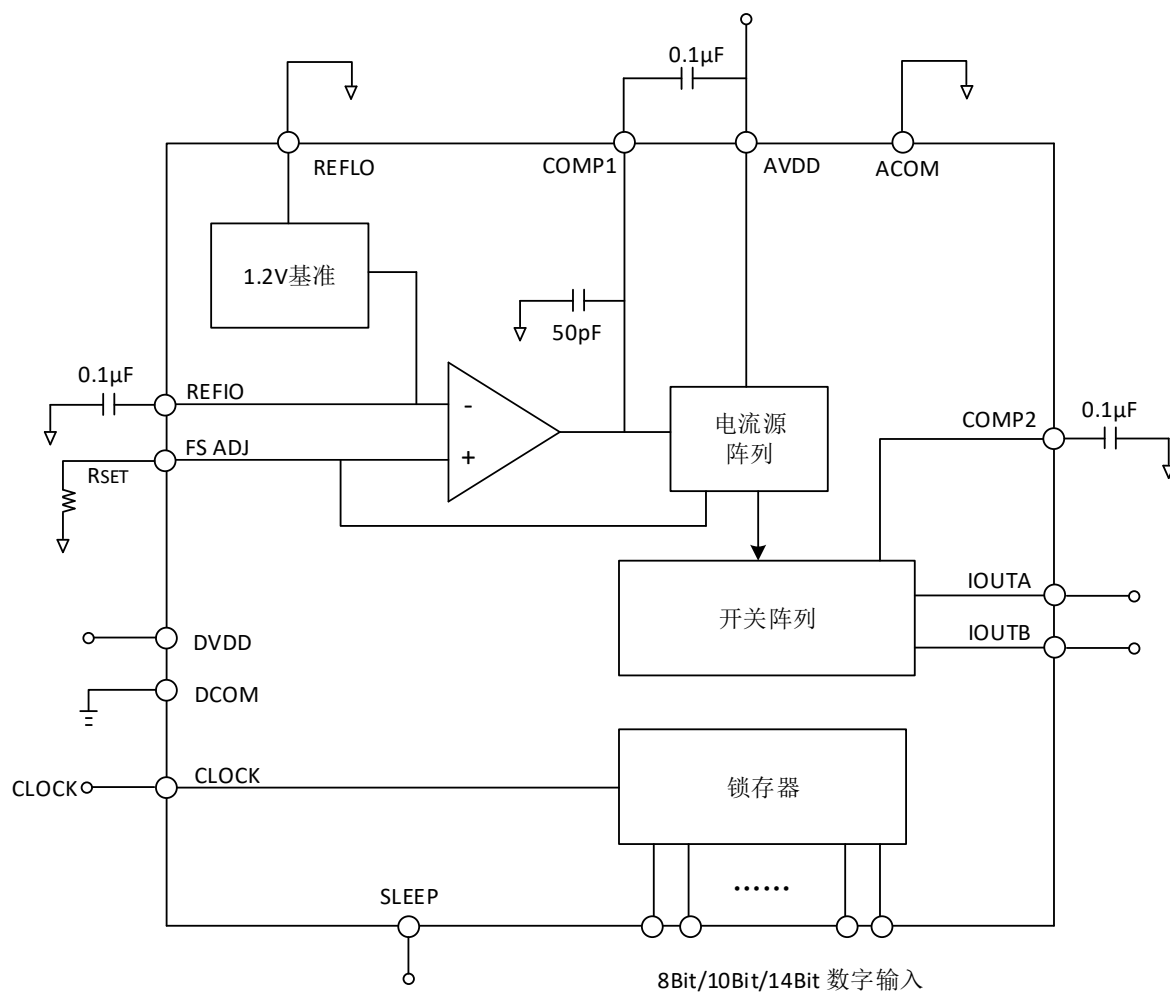 0.1μF
REFLO
COMP1
AVDD
ACOM
1.2V基准
50pF
0.1μF
REFIO
-
电流源
阵列
COMP2
0.1μF
FS ADJ
+
RSET
开关阵列
IOUTA
IOUTB
DVDD
DCOM
CLOCK
CLOCK
锁存器
......
SLEEP
8Bit/10Bit/14Bit 数字输入